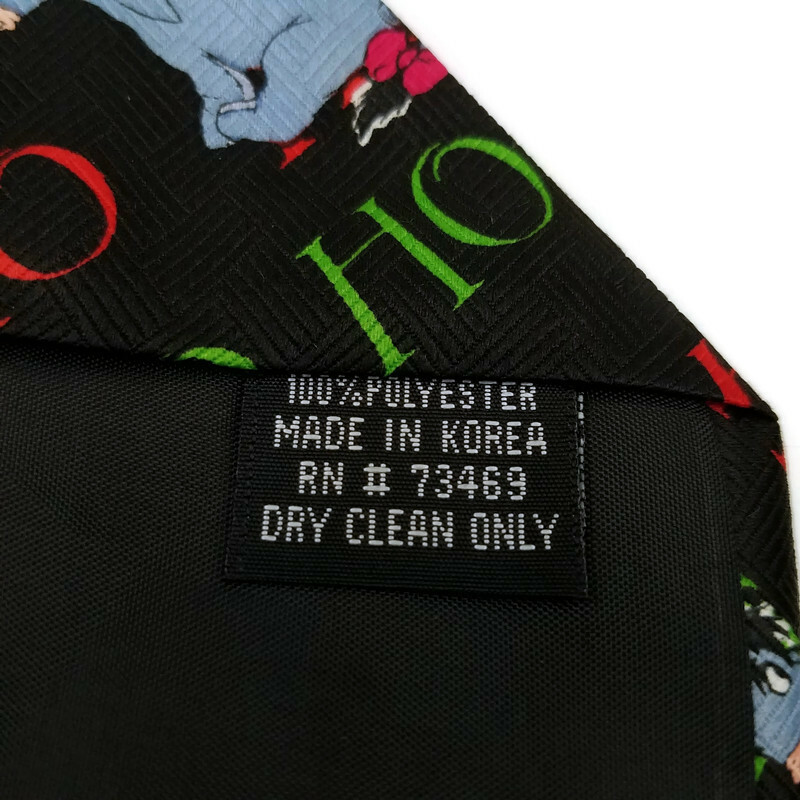 O
HO
100% POLYESTER
MADE IN KOREA
RN # 73469
DRY CLEAN ONLY